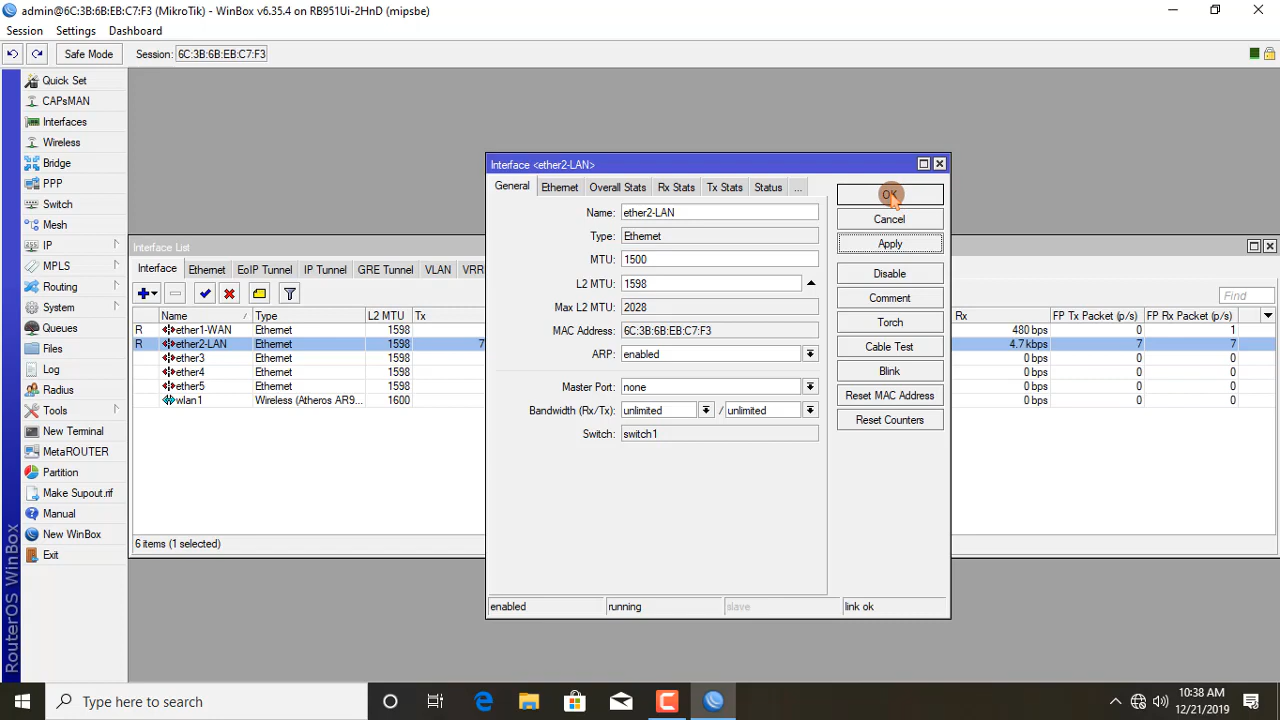 admin@6C:3B:6B:EB:C7:F3 (MikroTik) - WinBox v6.35.4 on RB951Ui-2HnD (mipsbe)
Session Settings Dashboard
Safe Mode Session: 6C:3B:6B:EB:C7:F3
Quick Set
CAPsMAN
Interfaces
Wireless
Bridge
PPP
Switch
Mesh
IP
MPLS
Routing
System
Queues
Files
Log
Radius
Tools
New Terminal
MetaROUTER
Partition
Make Supout.rif
Manual
New WinBox
Exit
RouterOS WinBox
Interface List
Interface Ethernet EoIP Tunnel IP Tunnel GRE Tunnel VLAN VRR
Find
Name Type L2 MTU Tx Rx FP Tx Packet (p/s) FP Rx Packet (p/s)
R ether1-WAN Ethernet 1598 480 bps 0 1
R ether2-LAN Ethernet 1598 7 4.7 kbps 7 7
ether3 Ethernet 1598 0 bps 0 0
ether4 Ethernet 1598 0 bps 0 0
ether5 Ethernet 1598 0 bps 0 0
wlan1 Wireless (Atheros AR9... 1600 0 bps 0 0
6 items (1 selected)
Interface <ether2-LAN>
General Ethernet Overall Stats Rx Stats Tx Stats Status ...
Name: ether2-LAN
Type: Ethernet
MTU: 1500
L2 MTU: 1598
Max L2 MTU: 2028
MAC Address: 6C:3B:6B:EB:C7:F3
ARP: enabled
Master Port: none
Bandwidth (Rx/Tx): unlimited / unlimited
Switch: switch1
OK
Cancel
Apply
Disable
Comment
Torch
Cable Test
Blink
Reset MAC Address
Reset Counters
enabled running slave link ok
Type here to search
10:38 AM
12/21/2019